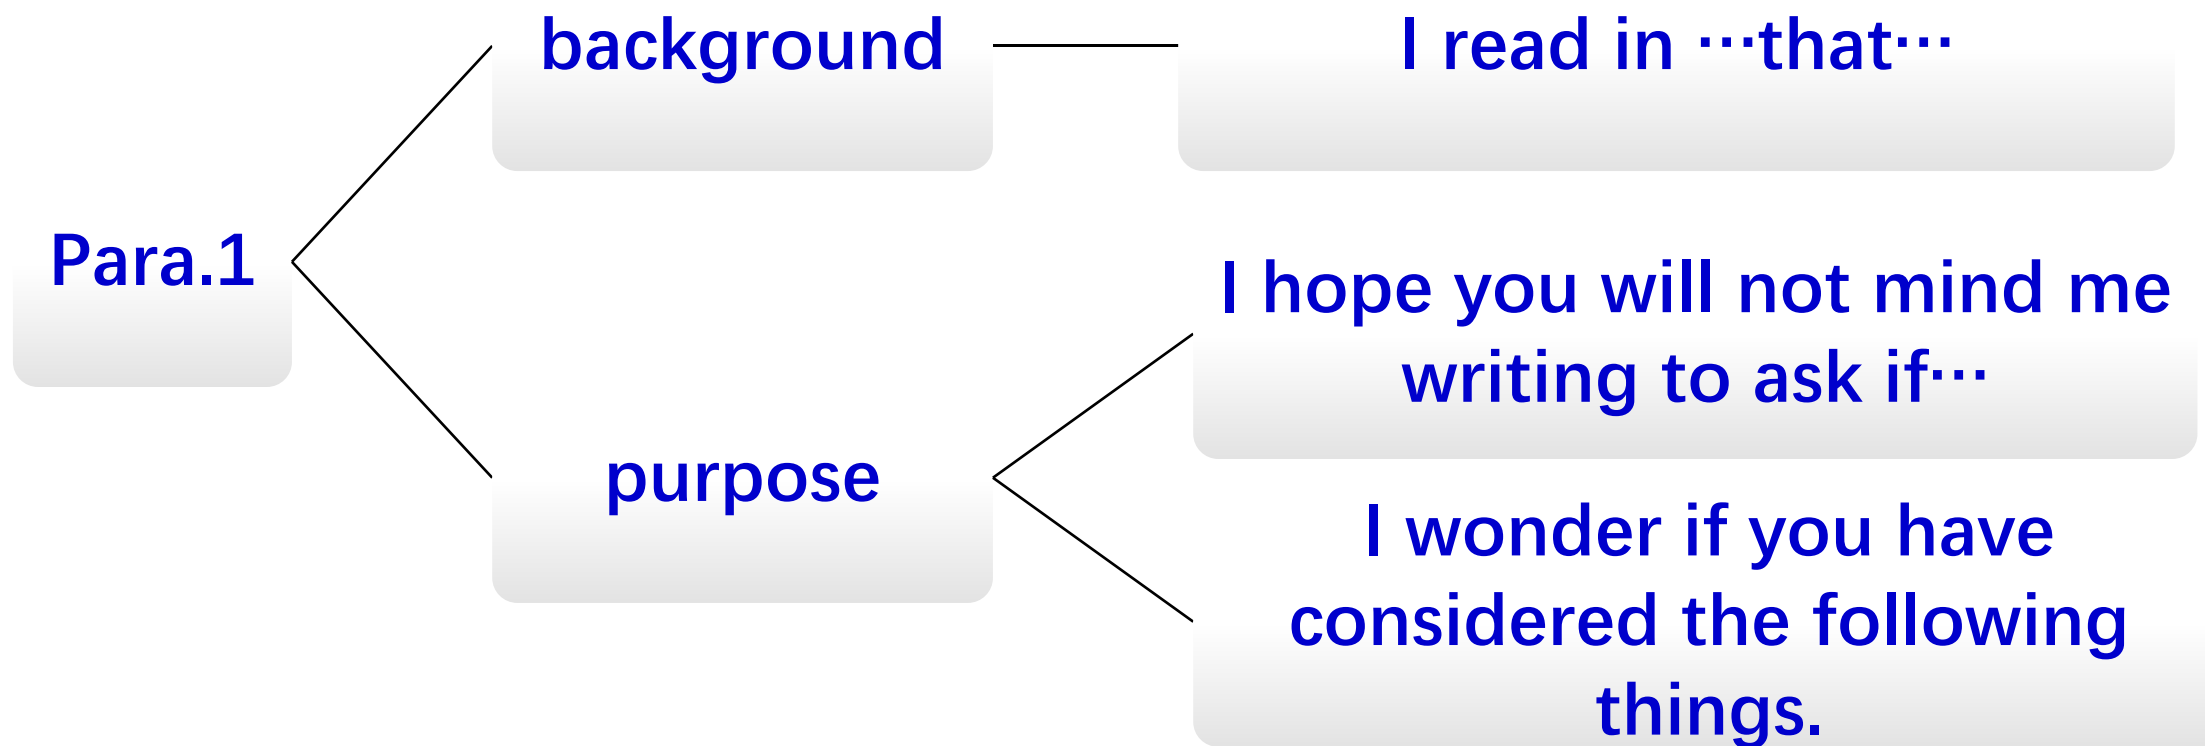 background
I read in ⋯that⋯
Para.1
I hope you will not mind me
writing to ask if⋯
purpose
I wonder if you have
considered the following
things.